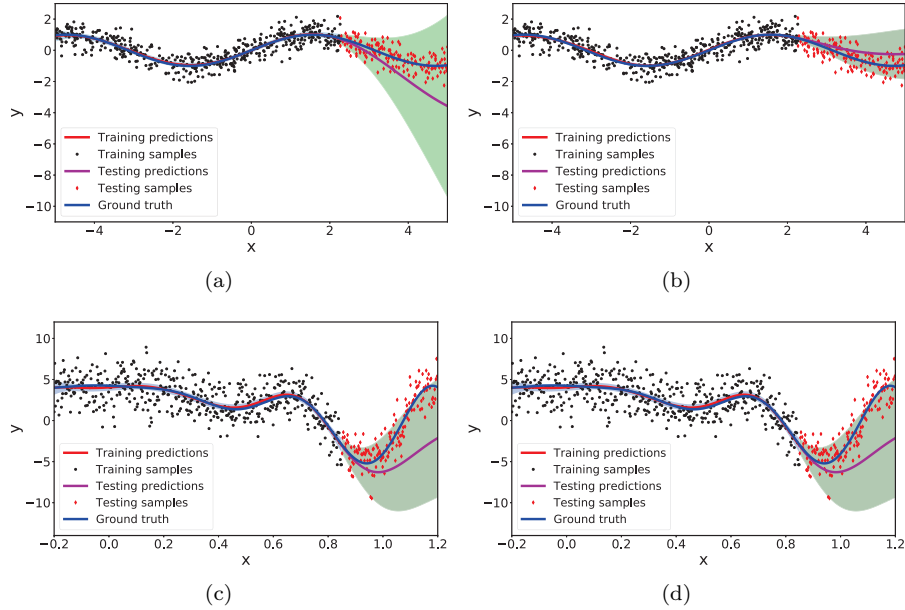 2
0
−2
−4
−6
−8
−10
y
Training predictions
Training samples
Testing predictions
Testing samples
Ground truth
−4 −2 0 2 4
x
(a)
2
0
−2
−4
−6
−8
−10
y
Training predictions
Training samples
Testing predictions
Testing samples
Ground truth
−4 −2 0 2 4
x
(b)
10
5
0
−5
−10
y
Training predictions
Training samples
Testing predictions
Testing samples
Ground truth
−0.2 0.0 0.2 0.4 0.6 0.8 1.0 1.2
x
(c)
10
5
0
−5
−10
y
Training predictions
Training samples
Testing predictions
Testing samples
Ground truth
−0.2 0.0 0.2 0.4 0.6 0.8 1.0 1.2
x
(d)